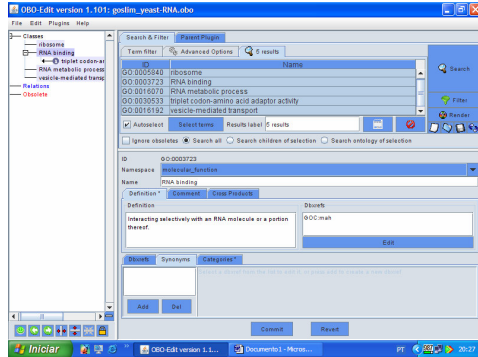 OBO-Edit version 1.101: goslim_yeast-RNA.obo
File Edit Plugins Help
Classes
ribosome
RNA binding
triplet codon-ar
RNA metabolic process
vesicle-mediated transp
Relations
Obsolete
Search & Filter Parent Plugin
Term filter Advanced Options 5 results
ID Name
GO:0005840 ribosome
GO:0003723 RNA binding
GO:0016070 RNA metabolic process
GO:0030533 triplet codon-amino acid adaptor activity
GO:0016192 vesicle-mediated transport
Autoselect Select terms Results label 5 results
Ignore obsoletes Search all Search children of selection Search ontology of selection
Search
Filter
Render
ID GO:0003723
Namespace molecular_function
Name RNA binding
Definition* Comment Cross Products
Definition Dbxrefs
Interacting selectively with an RNA molecule or a portion
thereof.
GOC:mah
Edit
Dbxrefs Synonyms Categories*
Add Del
Commit Revert
Iniciar OBO-Edit version 1.1... Documento1 - Micros... PT 20:27